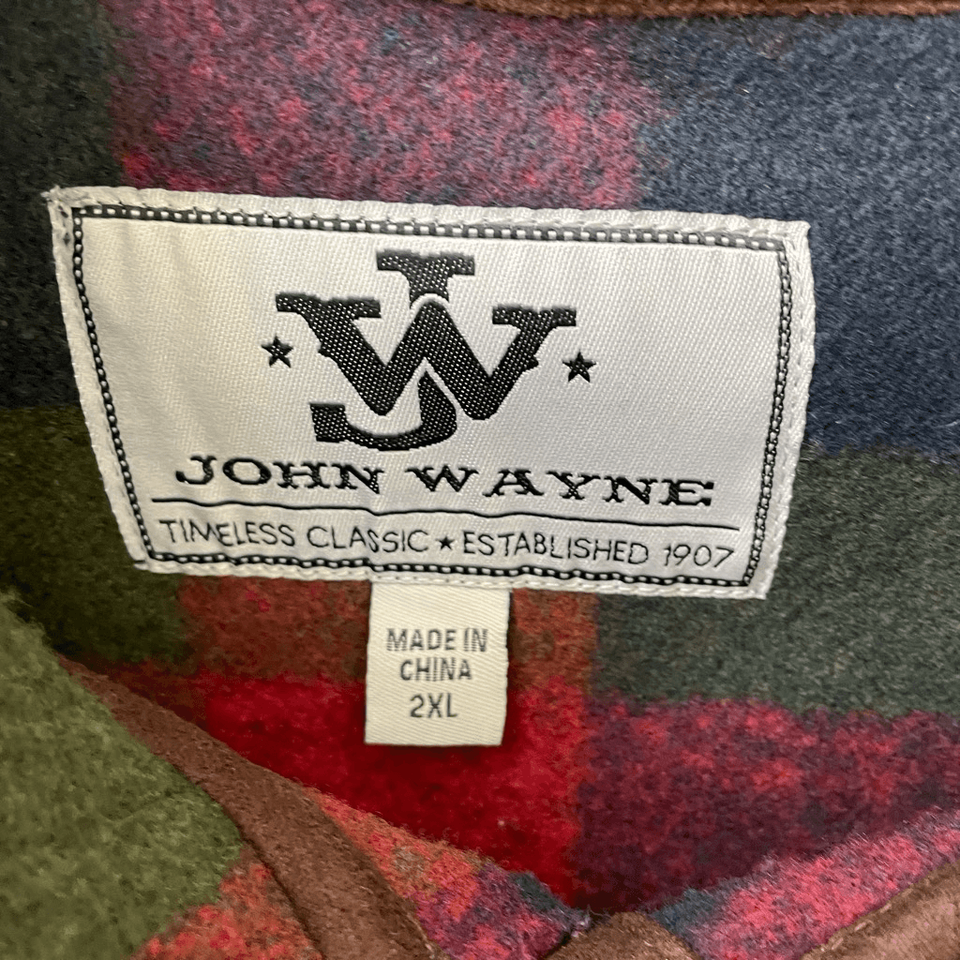 JW
JOHN WAYNE
TIMELESS CLASSIC ★ ESTABLISHED 1907
MADE IN
CHINA
2XL